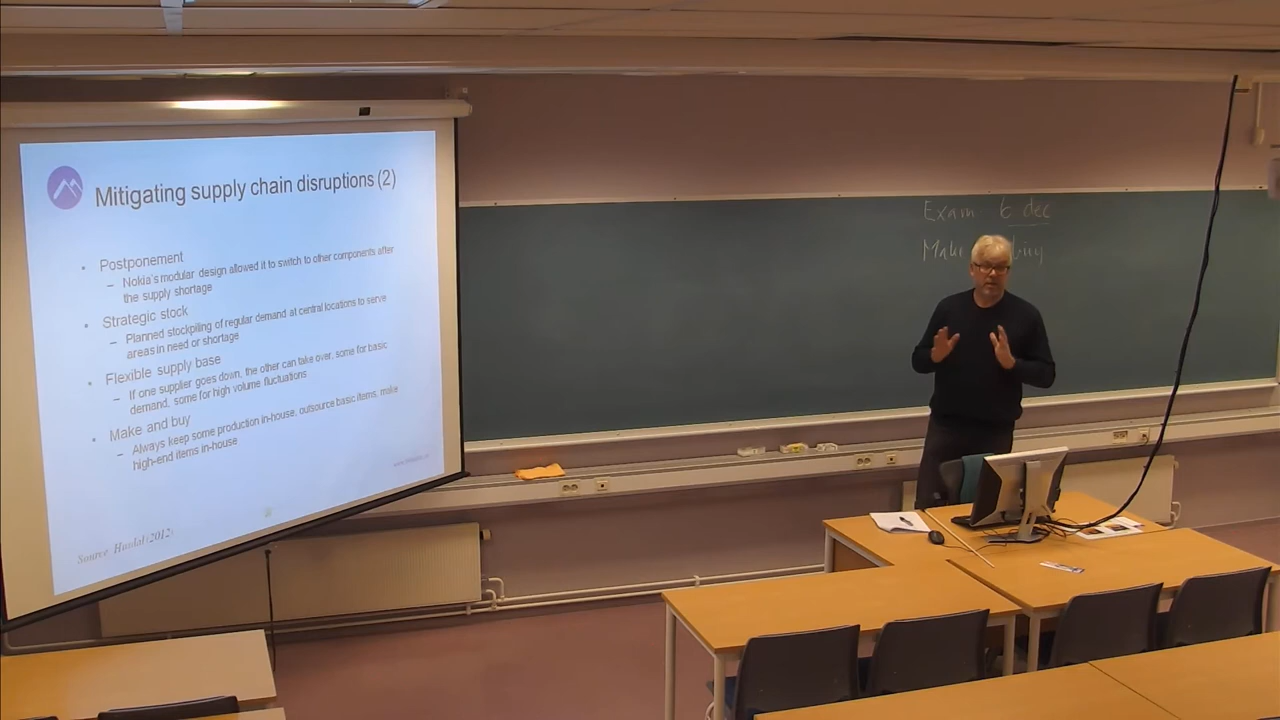 Mitigating supply chain disruptions (2)
• Postponement
– Nokia's modular design allowed it to switch to other components after
the supply shortage
• Strategic stock
– Planned stockpiling of regular demand at central locations to serve
areas in need or shortage
• Flexible supply base
– If one supplier goes down, the other can take over, some for basic
demand, some for high volume fluctuations
• Make and buy
– Always keep some production in-house, outsource basic items, make
high-end items in-house
Source (2012)
Exam 6 dec
Make buy